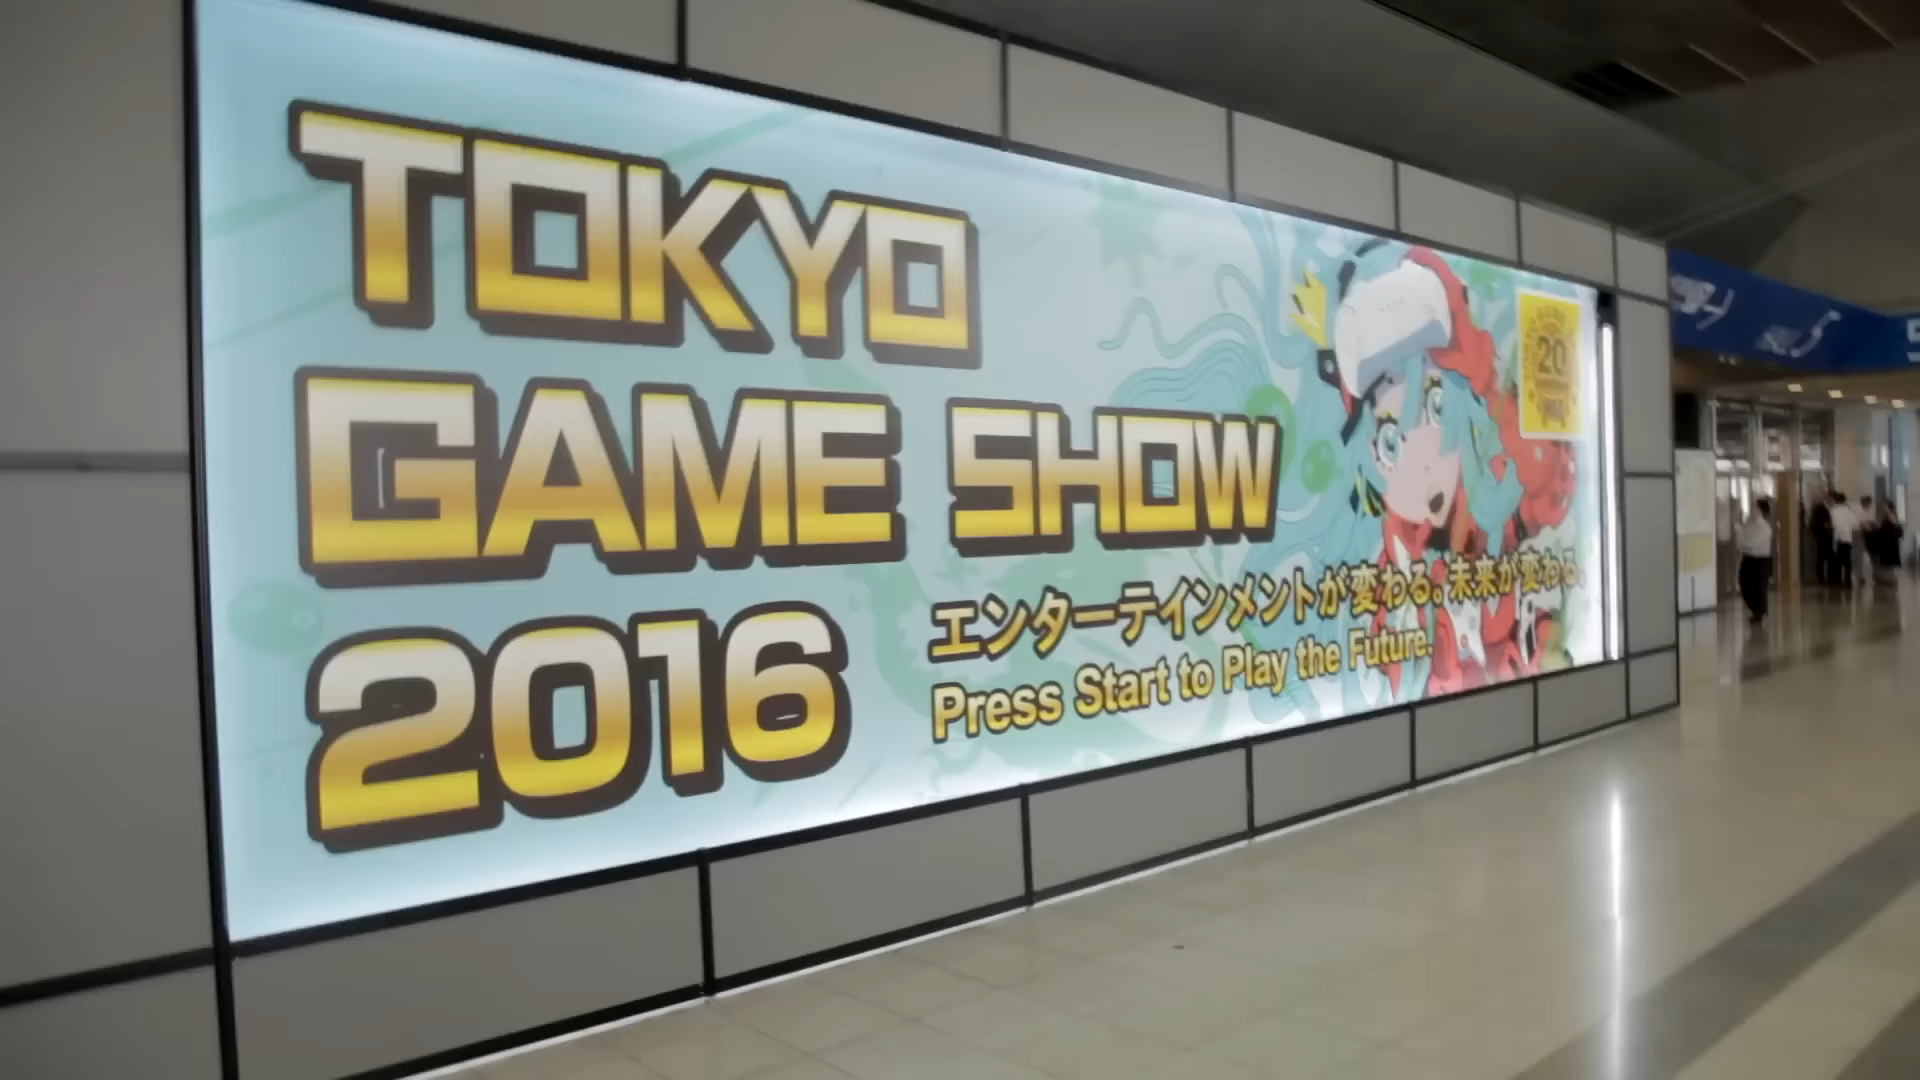 TOKYO
GAME SHOW
2016
エンターテインメントが変わる。未来が変わる。
Press Start to Play the Future.
20